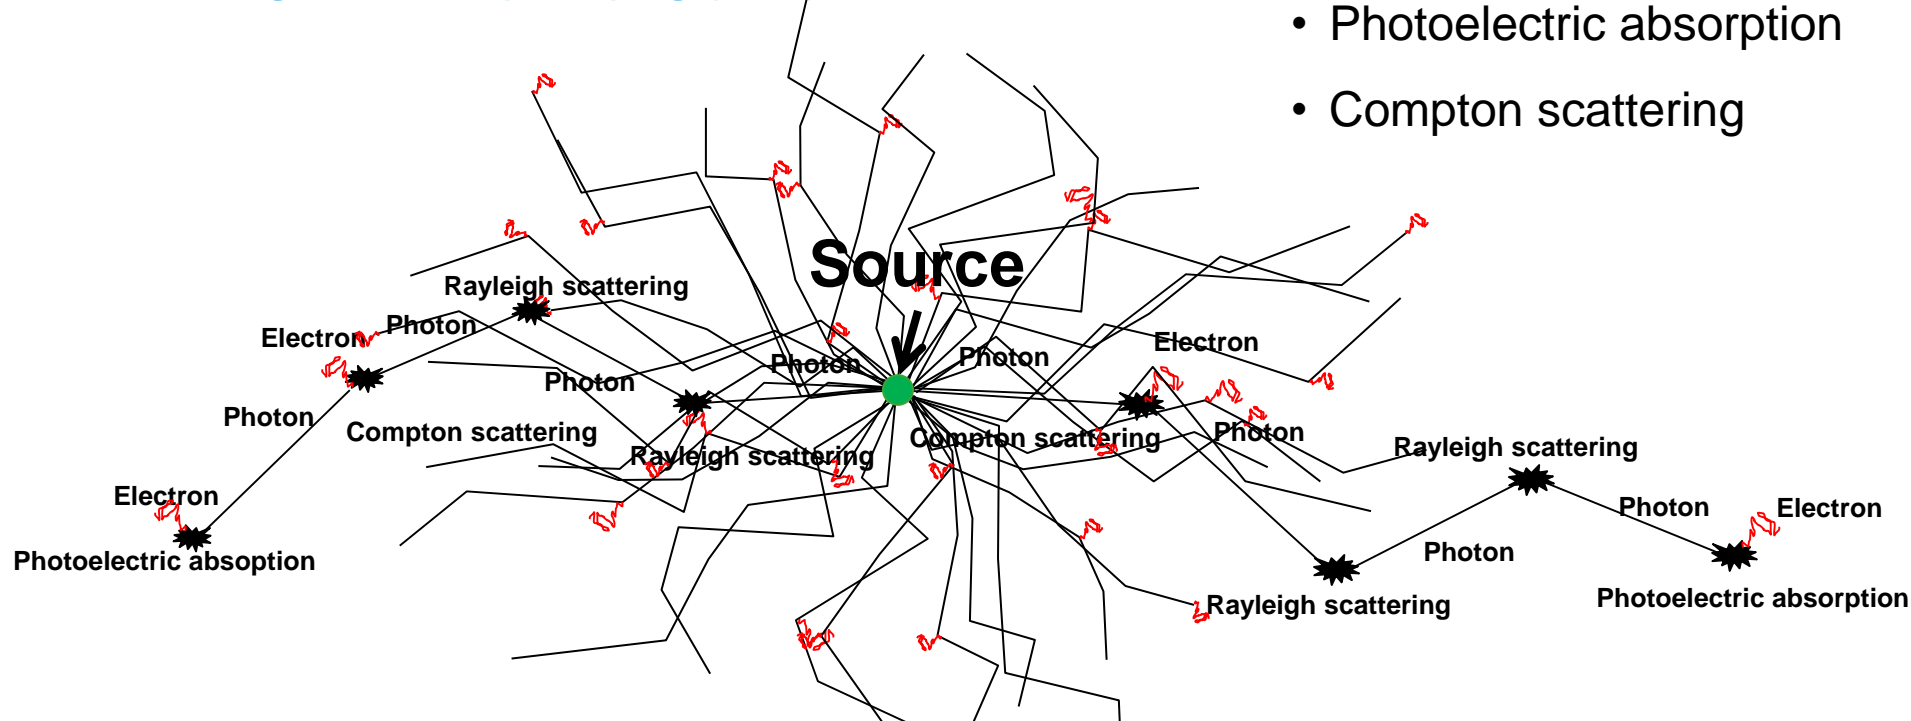 • Photoelectric absorption
• Compton scattering
Source
Rayleigh scattering
Electron
Photon
Photon
Photon
Electron
Photon
Photon
Compton scattering
Rayleigh scattering
Compton scattering
Photon
Rayleigh scattering
Electron
Photon
Electron
Photoelectric absoption
Photon
Rayleigh scattering
Photoelectric absorption